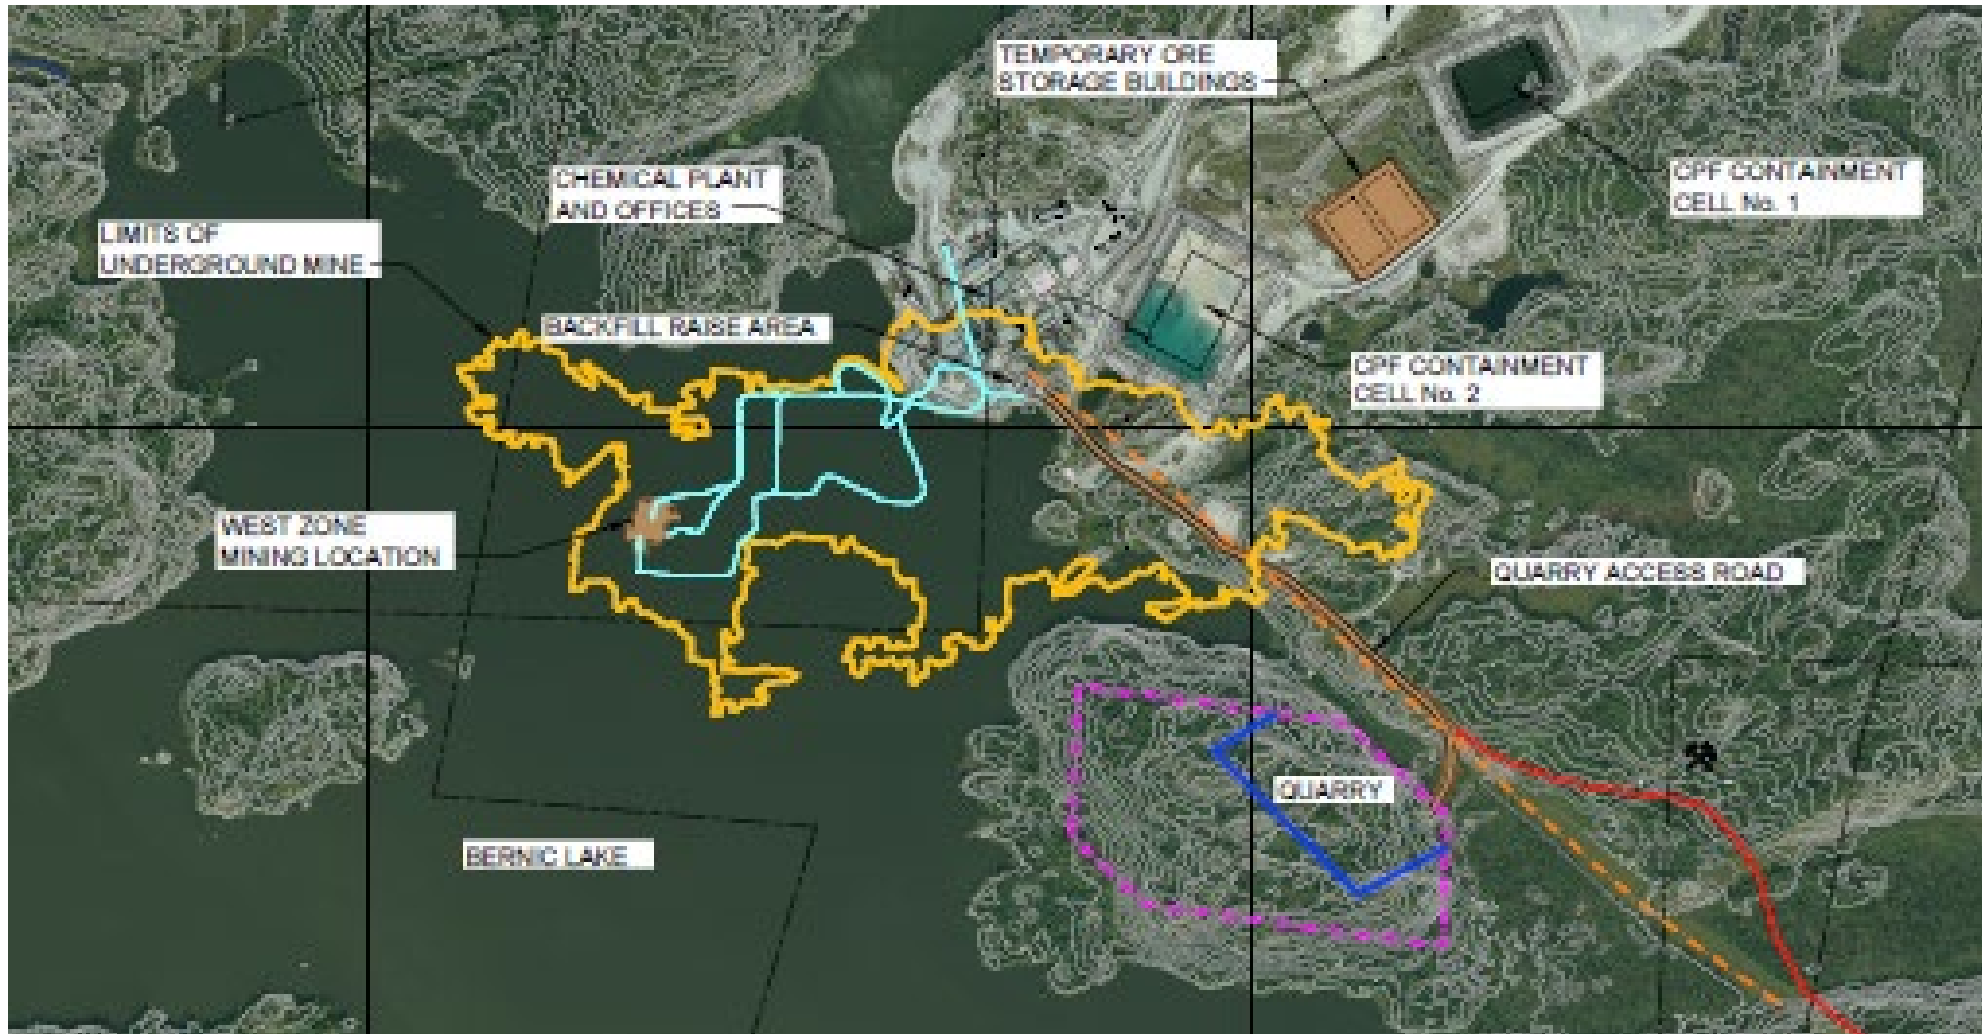 TEMPORARY ORE
STORAGE BUILDINGS
CHEMICAL PLANT
AND OFFICES
CPF CONTAINMENT
CELL No. 1
LIMITS OF
UNDERGROUND MINE
BACKFILL RAISE AREA
CPF CONTAINMENT
CELL No. 2
WEST ZONE
MINING LOCATION
QUARRY ACCESS ROAD
QUARRY
BERNIC LAKE